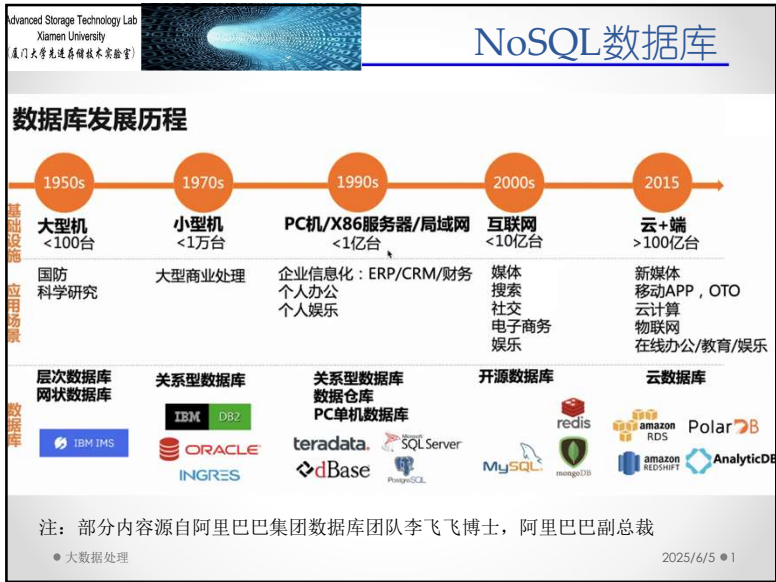 Advanced Storage Technology Lab
Xiamen University
(厦门大学先进存储技术实验室)
NoSQL数据库
数据库发展历程
1950s 1970s 1990s 2000s 2015
基础设施
大型机 小型机 PC机/X86服务器/局域网 互联网 云+端
<100台 <1万台 <1亿台 <10亿台 >100亿台
应用场景
国防 大型商业处理 企业信息化：ERP/CRM/财务 媒体 新媒体
科学研究 个人办公 搜索 移动APP，OTO
个人娱乐 社交 云计算
电子商务 物联网
娱乐 在线办公/教育/娱乐
数据库
层次数据库 关系型数据库 关系型数据库 开源数据库 云数据库
网状数据库 数据仓库
PC单机数据库
IBM IMS
IBM DB2
ORACLE
INGRES
teradata. Microsoft SQL Server
dBase PostgreSQL
redis
MySQL mongoDB
amazon RDS PolarDB
amazon REDSHIFT AnalyticDB
注：部分内容源自阿里巴巴集团数据库团队李飞飞博士，阿里巴巴副总裁
大数据处理 2025/6/5 1